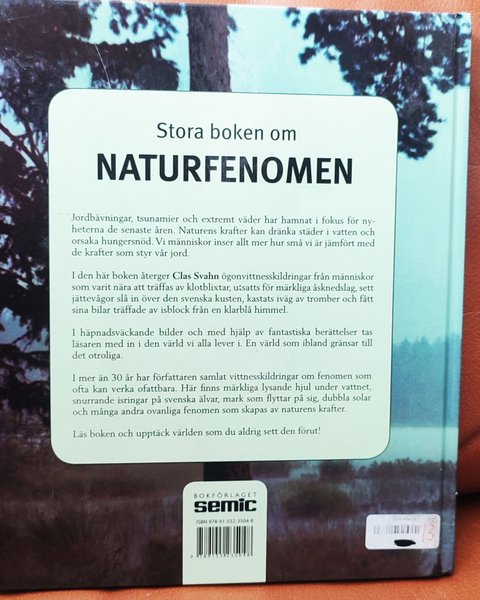 Stora boken om
NATURFENOMEN
Jordbävningar, tsunamier och extremt väder har hamnat i fokus för ny-
heterna de senaste åren. Naturens krafter kan dränka städer i vatten och
orsaka hungersnöd. Vi människor inser allt mer hur små vi är jämfört med
de krafter som styr vår jord.
I den här boken återger Clas Svahn ögonvittnesskildringar från människor
som varit nära att träffas av klotblixtar, utsatts för märkliga åsknedslag, sett
jättevågor slå in över den svenska kusten, kastats iväg av tromber och fått
sina bilar träffade av isblock från en klarblå himmel.
I häpnadsväckande bilder och med hjälp av fantastiska berättelser tas
läsaren med in i den värld vi alla lever i. En värld som ibland gränsar till
det otroliga.
I mer än 30 år har författaren samlat vittnesskildringar om fenomen som
ofta kan verka ofattbara. Här finns märkliga lysande hjul under vattnet,
snurrande isringar på svenska älvar, mark som flyttar på sig, dubbla solar
och många andra ovanliga fenomen som skapas av naturens krafter.
Läs boken och upptäck världen som du aldrig sett den förut!
BOKFÖRLAGET
semic
ISBN 978-91-552-3504-8